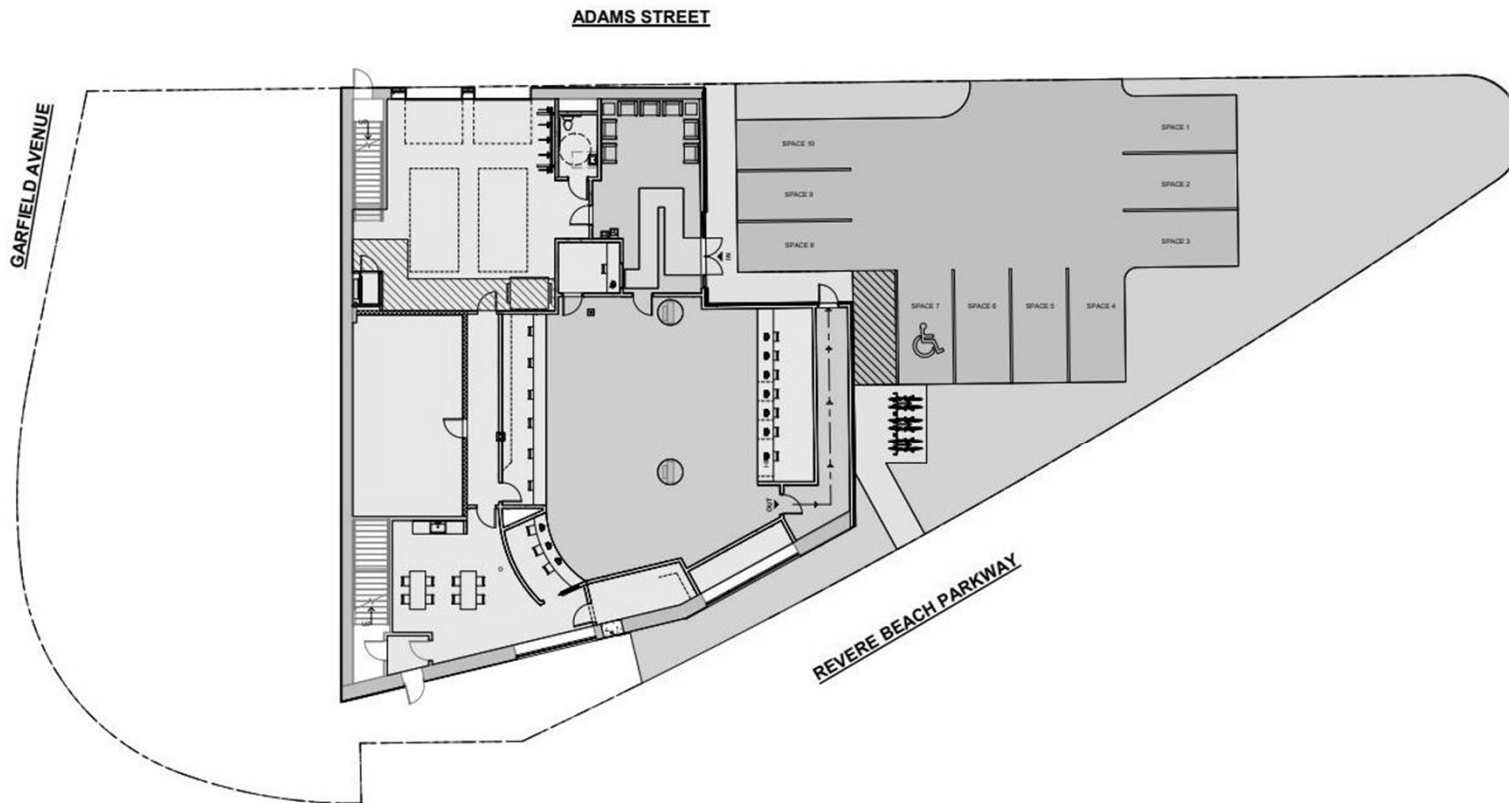 ADAMS STREET
GARFIELD AVENUE
SPACE 1
SPACE 10
SPACE 2
SPACE 9
SPACE 3
SPACE 8
IN
SPACE 7
SPACE 6
SPACE 5
SPACE 4
OUT
REVERE BEACH PARKWAY